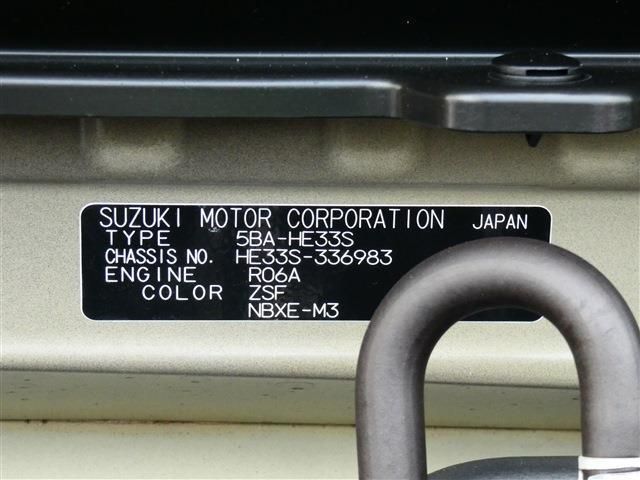 SUZUKI MOTOR CORPORATION JAPAN
TYPE 5BA-HE33S
CHASSIS NO. HE33S-336983
ENGINE R06A
COLOR ZSF
NBXE-M3